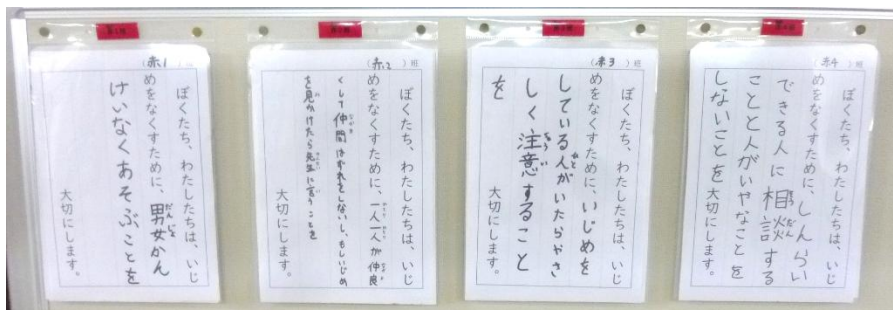 (赤1)班
ぼくたち、わたしたちは、いじ
めをなくすために、男女かん
けいなくあそぶことを
大切にします。
(赤2)班
ぼくたち、わたしたちは、いじ
めをなくすために、一人一人が仲良
くして仲間はずれをしないし、もしいじめ
を見かけたら先生に言うことを
大切にします。
(赤3)班
ぼくたち、わたしたちは、いじ
めをなくすために、いじめを
している人がいたらやさ
しく注意すること
を
大切にします。
(赤4)班
ぼくたち、わたしたちは、いじ
めをなくすために、しんらい
できる人に相談する
ことと人がいやなことを
しないことを大切にします。